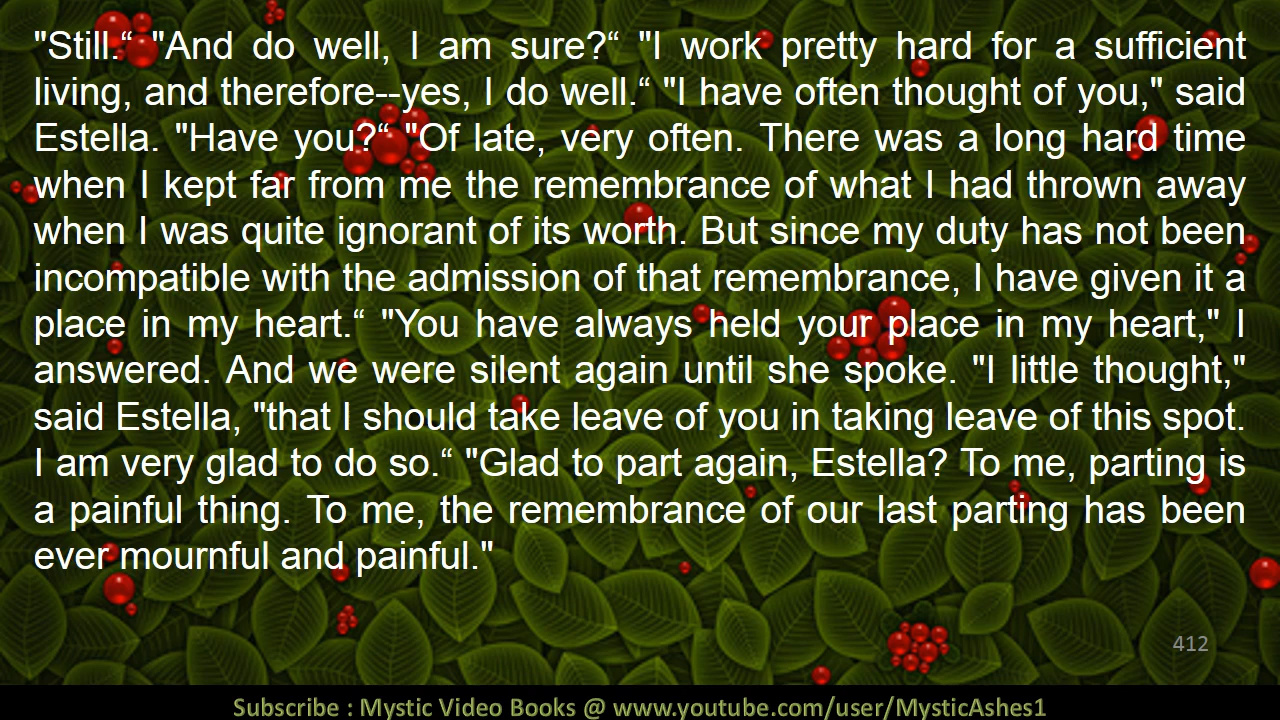 "Still.“ "And do well, I am sure?“ "I work pretty hard for a sufficient
living, and therefore--yes, I do well.“ "I have often thought of you," said
Estella. "Have you?“ "Of late, very often. There was a long hard time
when I kept far from me the remembrance of what I had thrown away
when I was quite ignorant of its worth. But since my duty has not been
incompatible with the admission of that remembrance, I have given it a
place in my heart.“ "You have always held your place in my heart," I
answered. And we were silent again until she spoke. "I little thought,"
said Estella, "that I should take leave of you in taking leave of this spot.
I am very glad to do so.“ "Glad to part again, Estella? To me, parting is
a painful thing. To me, the remembrance of our last parting has been
ever mournful and painful."
412
Subscribe : Mystic Video Books @ www.youtube.com/user/MysticAshes1